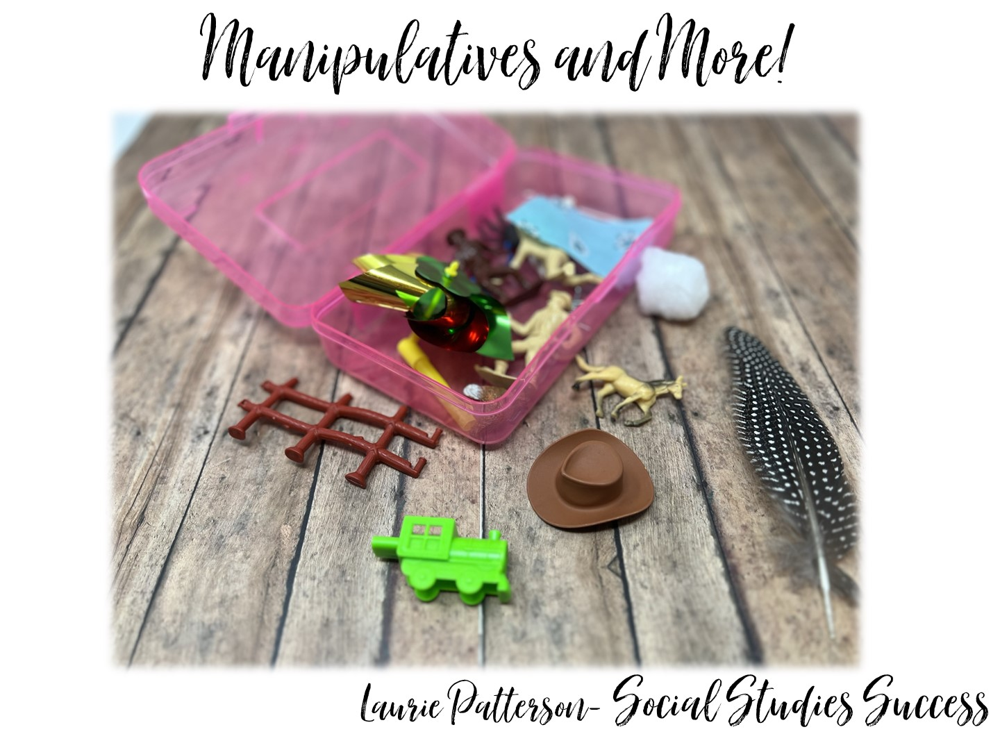 Manipulatives and More!
Laurie Patterson- Social Studies Success